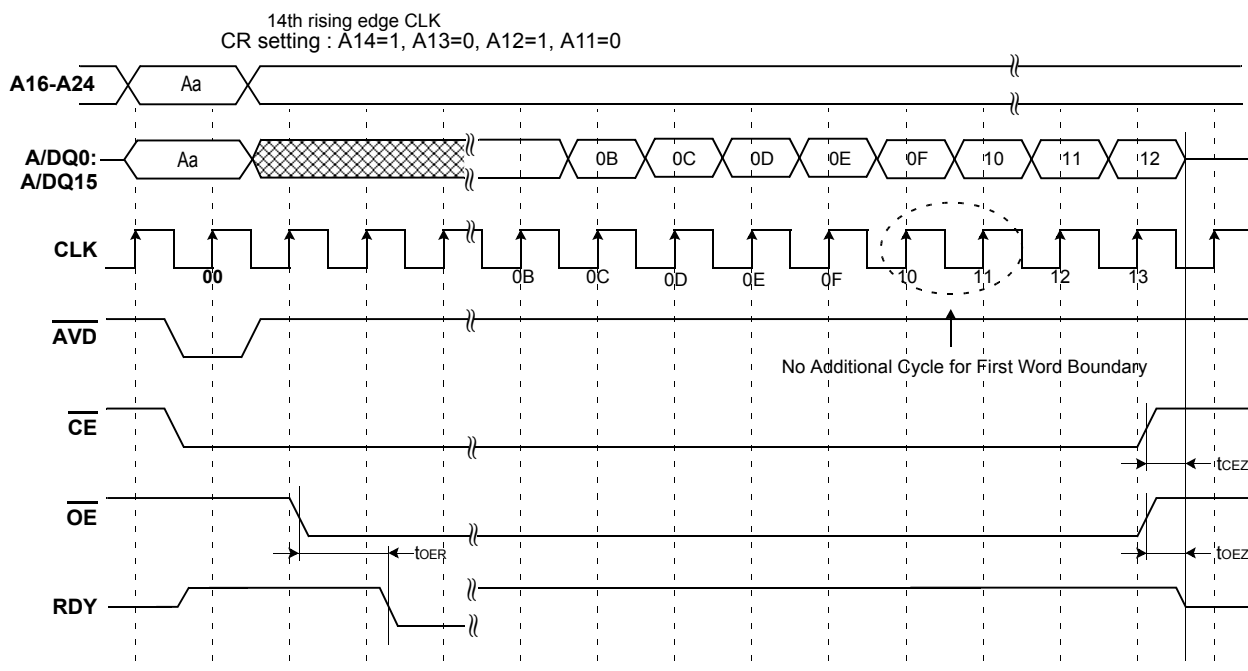 14th rising edge CLK
CR setting : A14=1, A13=0, A12=1, A11=0
A16-A24 Aa
A/DQ0: Aa 0B 0C 0D 0E 0F 10 11 12
A/DQ15
CLK
00 0B 0C 0D 0E 0F 10 11 12 13
AVD
No Additional Cycle for First Word Boundary
CE
tCEZ
OE
tOER tOEZ
RDY